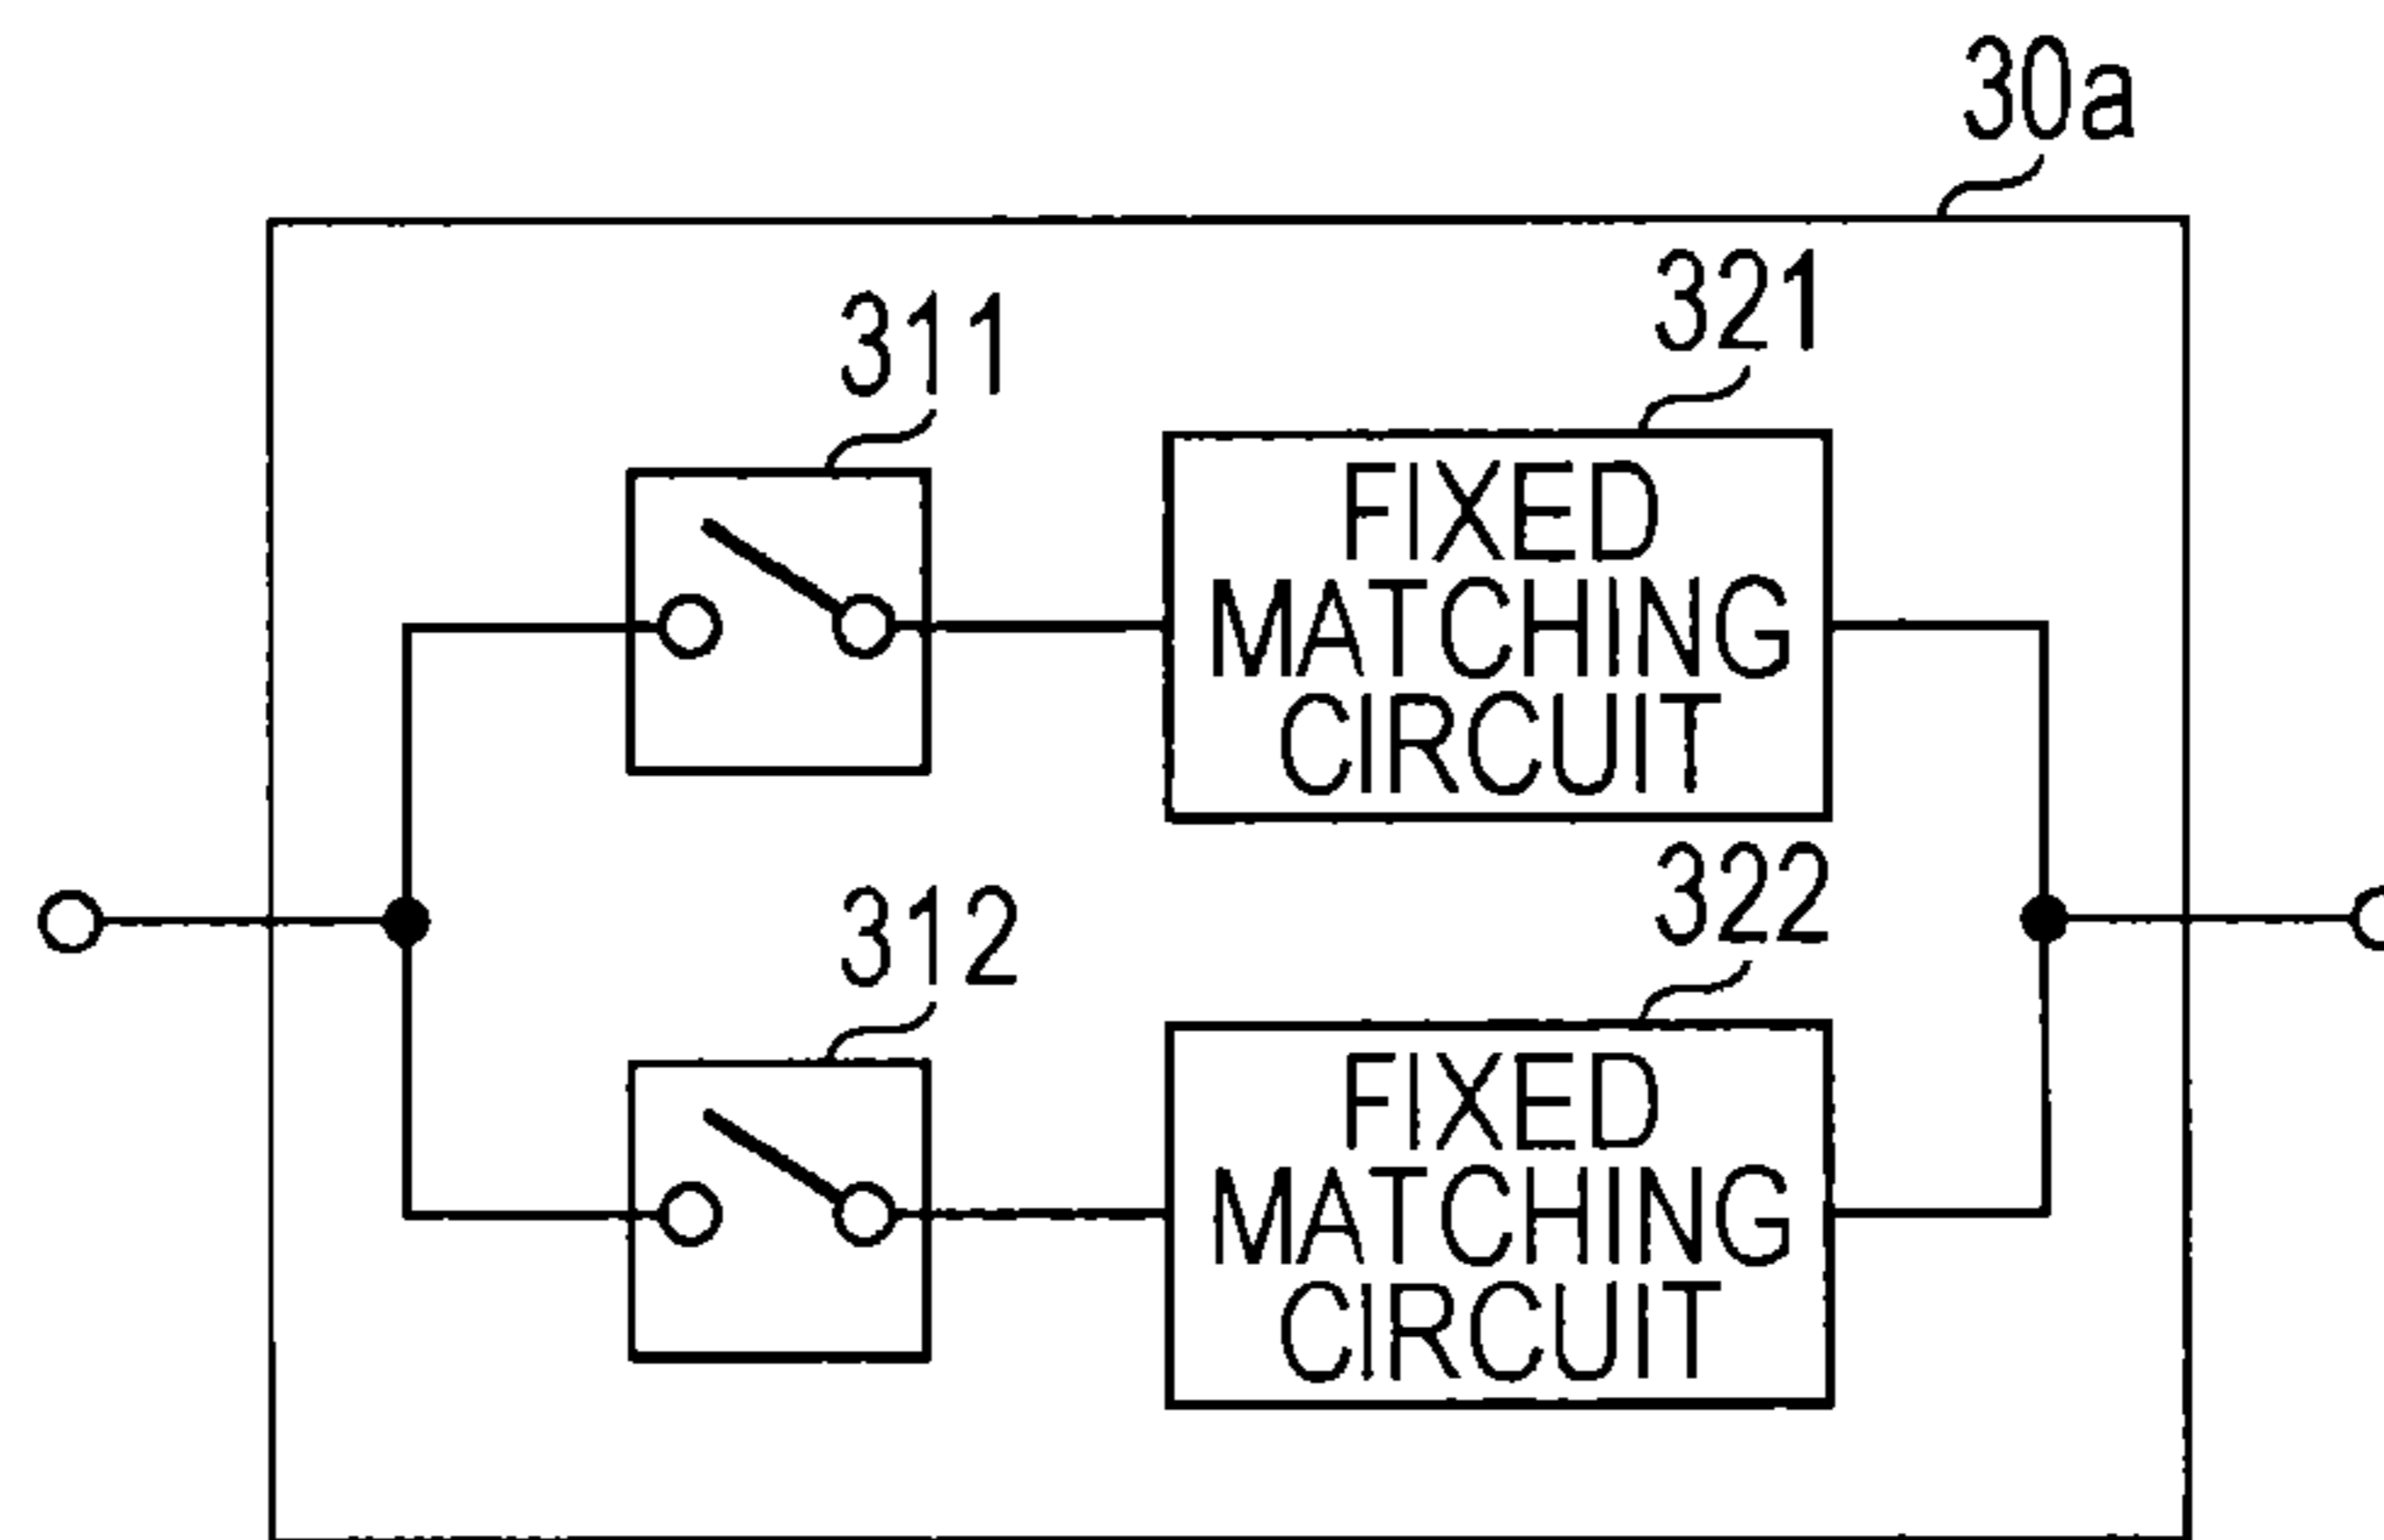 30a
321
311
FIXED
MATCHING
CIRCUIT
322
312
FIXED
MATCHING
CIRCUIT